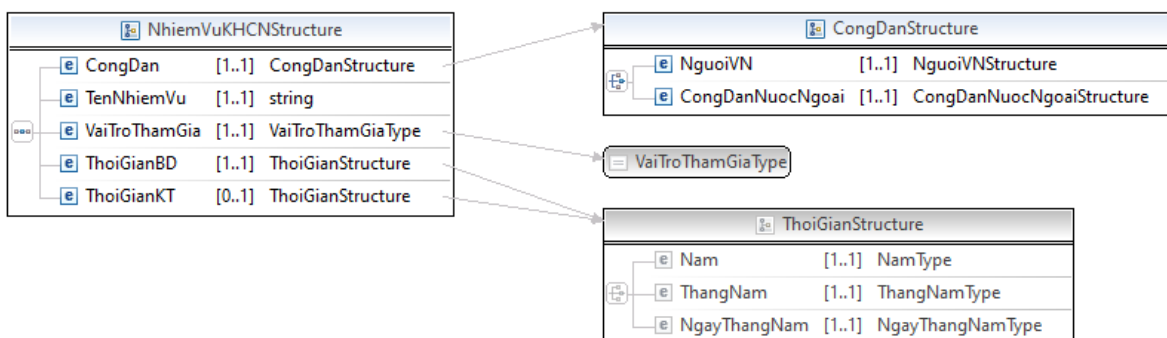 NhiemVuKHCNStructure
CongDan [1..1] CongDanStructure
TenNhiemVu [1..1] string
VaiTroThamGia [1..1] VaiTroThamGiaType
ThoiGianBD [1..1] ThoiGianStructure
ThoiGianKT [0..1] ThoiGianStructure
CongDanStructure
NguoiVN [1..1] NguoiVNStructure
CongDanNuocNgoai [1..1] CongDanNuocNgoaiStructure
VaiTroThamGiaType
ThoiGianStructure
Nam [1..1] NamType
ThangNam [1..1] ThangNamType
NgayThangNam [1..1] NgayThangNamType